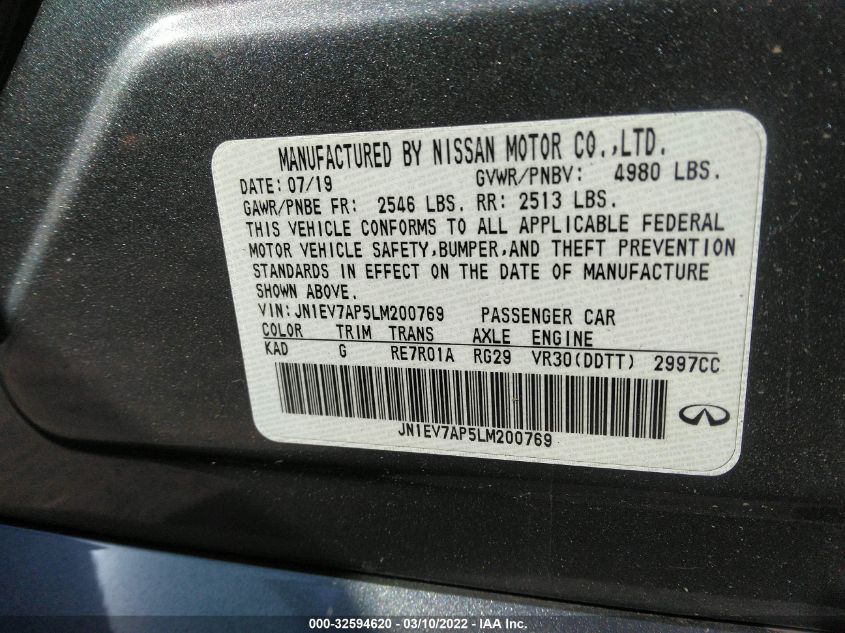 MANUFACTURED BY NISSAN MOTOR CO.,LTD.
DATE: 07/19 GVWR/PNBV: 4980 LBS.
GAWR/PNBE FR: 2546 LBS. RR: 2513 LBS.
THIS VEHICLE CONFORMS TO ALL APPLICABLE FEDERAL
MOTOR VEHICLE SAFETY,BUMPER,AND THEFT PREVENTION
STANDARDS IN EFFECT ON THE DATE OF MANUFACTURE
SHOWN ABOVE.
VIN: JN1EV7AP5LM200769 PASSENGER CAR
COLOR TRIM TRANS AXLE ENGINE
KAD G RE7R01A RG29 VR30(DDTT) 2997CC
JN1EV7AP5LM200769
000-32594620 - 03/10/2022 - IAA Inc.